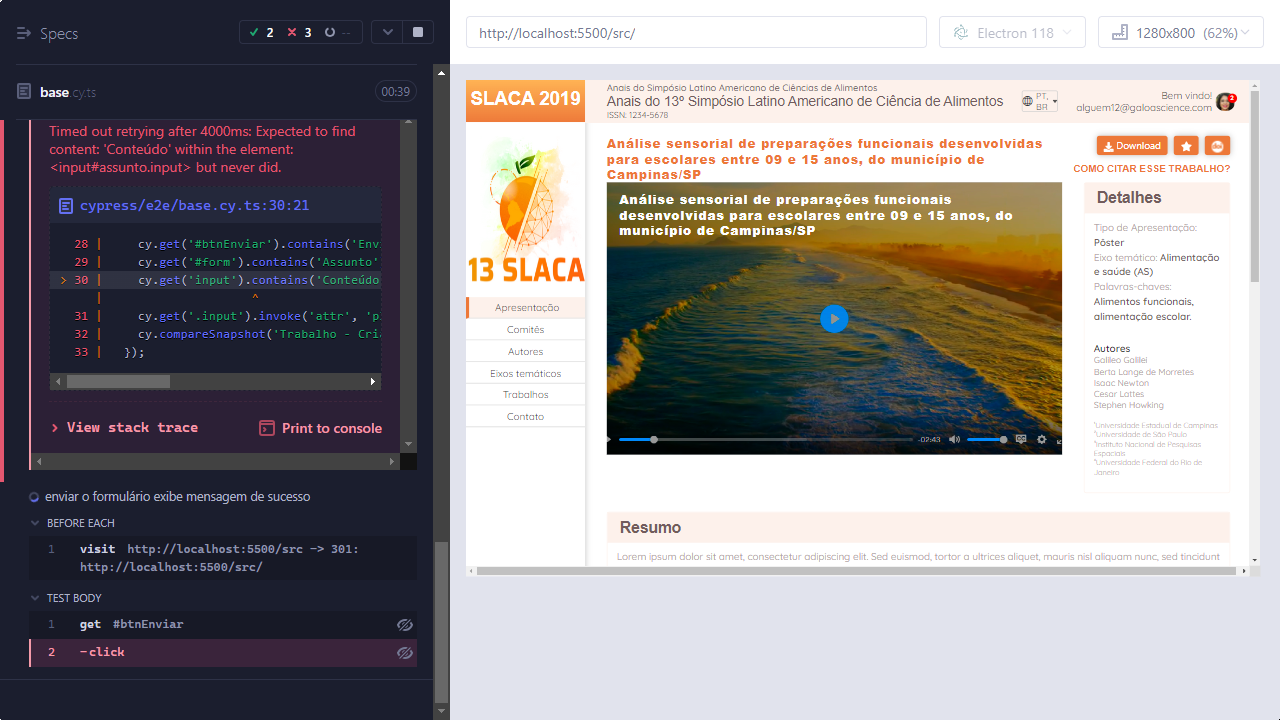 Specs
2
3
--
base.cy.ts
00:39
Timed out retrying after 4000ms: Expected to find
content: 'Conteúdo' within the element:
<input#assunto.input> but never did.
cypress/e2e/base.cy.ts:30:21
28 | cy.get('#btnEnviar').contains('Envi
29 | cy.get('#form').contains('Assunto'
> 30 | cy.get('input').contains('Conteúdo
| ^
31 | cy.get('.input').invoke('attr', 'p
32 | cy.compareSnapshot('Trabalho - Cria
33 | });
View stack trace
Print to console
enviar o formulário exibe mensagem de sucesso
BEFORE EACH
1 visit http://localhost:5500/src -> 301:
http://localhost:5500/src/
TEST BODY
1 get #btnEnviar
2 -click
http://localhost:5500/src/
Electron 118
1280x800 (62%)
SLACA 2019
Anais do Simpósio Latino Americano de Ciências de Alimentos
Anais do 13º Simpósio Latino Americano de Ciência de Alimentos
ISSN: 1234-5678
PT,
BR
Bem vindo!
alguem12@galoascience.com
2
13 SLACA
Apresentação
Comitês
Autores
Eixos temáticos
Trabalhos
Contato
Análise sensorial de preparações funcionais desenvolvidas
para escolares entre 09 e 15 anos, do município de
Campinas/SP
Download
COMO CITAR ESSE TRABALHO?
Análise sensorial de preparações funcionais
desenvolvidas para escolares entre 09 e 15 anos, do
município de Campinas/SP
-02:43
Detalhes
Tipo de Apresentação:
Pôster
Eixo temático: Alimentação
e saúde (AS)
Palavras-chaves:
Alimentos funcionais,
alimentação escolar.
Autores
Galileo Galilei
Berta Lange de Morretes
Isaac Newton
Cesar Lattes
Stephen Howking
¹Universidade Estadual de Campinas
²Universidade de São Paulo
³Instituto Nacional de Pesquisas
Espaciais
⁴Universidade Federal do Rio de
Janeiro
Resumo
Lorem ipsum dolor sit amet, consectetur adipiscing elit. Sed euismod, tortor a ultrices aliquet, mauris nisl aliquam nunc, sed tincidunt